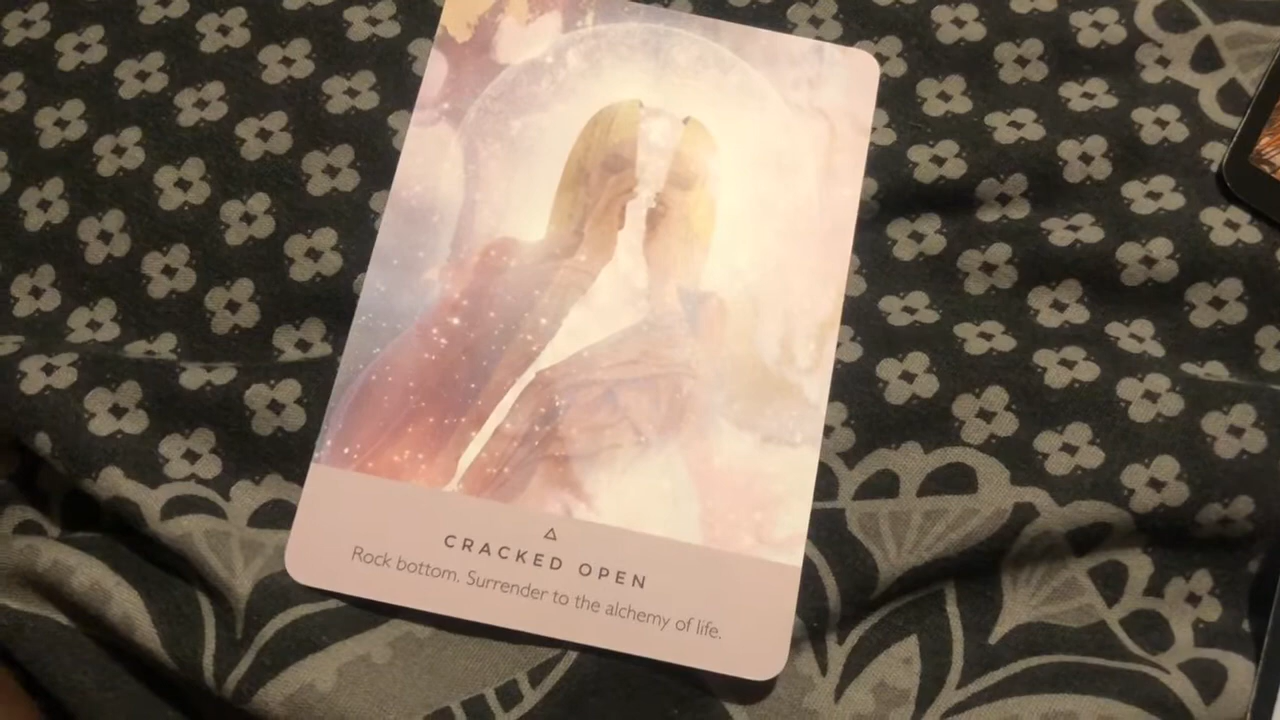 CRACKED OPEN
Rock bottom. Surrender to the alchemy of life.